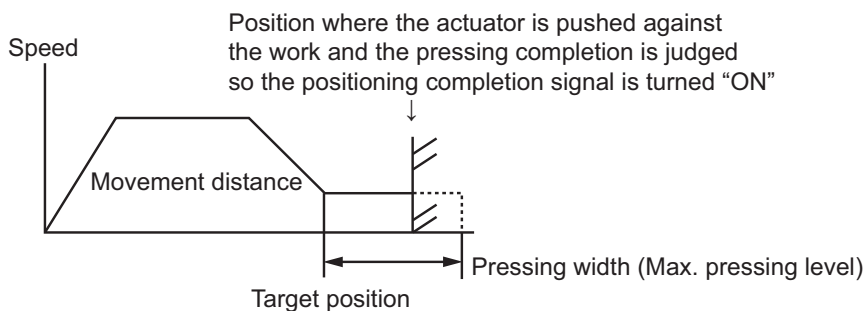 Position where the actuator is pushed against
the work and the pressing completion is judged
so the positioning completion signal is turned “ON”
↓
Speed
Movement distance
Pressing width (Max. pressing level)
Target position